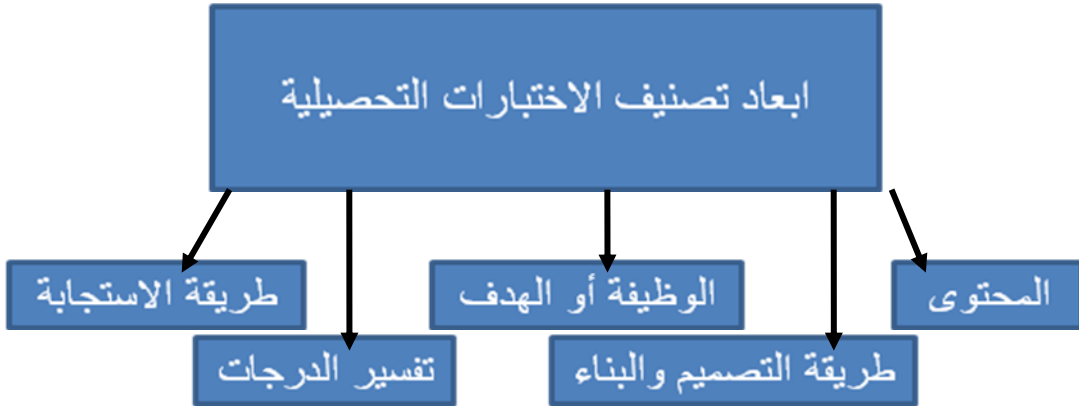 ابعاد تصنيف الاختبارات التحصيلية
المحتوى
الوظيفة أو الهدف
طريقة الاستجابة
طريقة التصميم والبناء
تفسير الدرجات